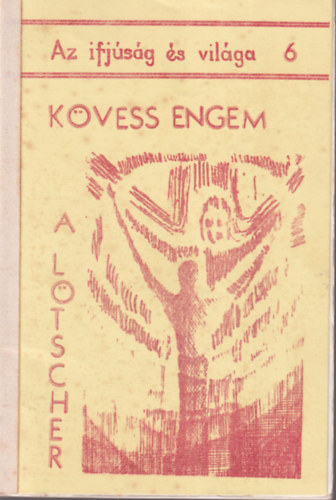 Az ifjúság és világa 6
KÖVESS ENGEM
A LÖTSCHER